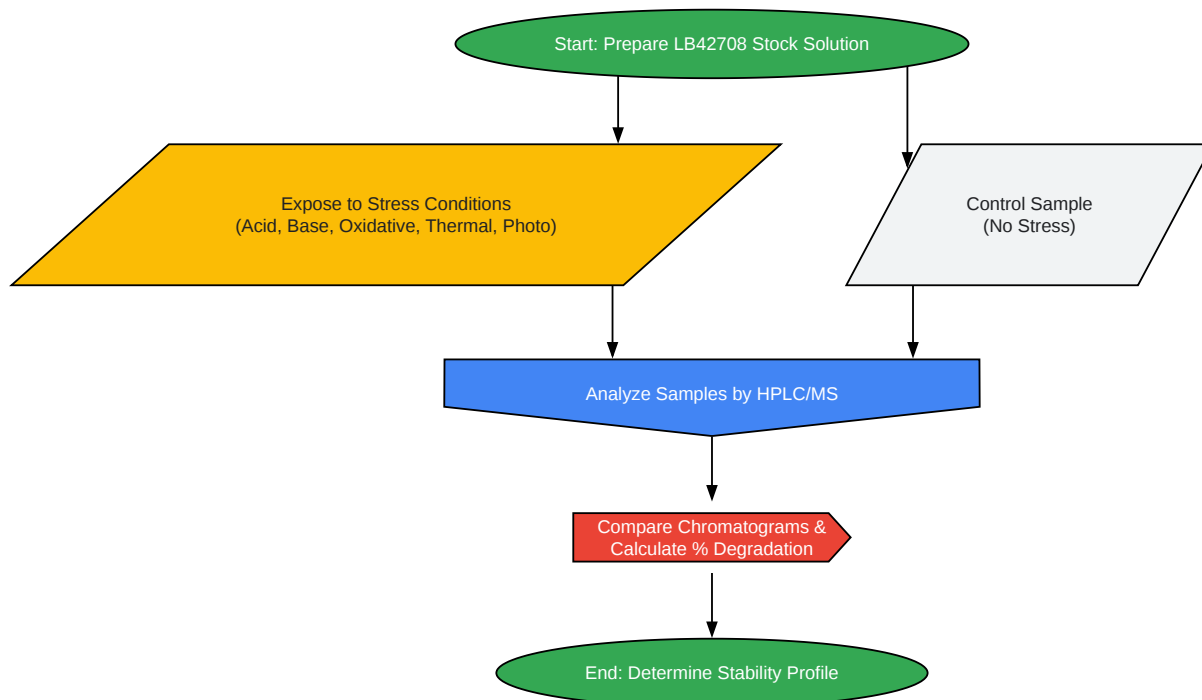 Start: Prepare LB42708 Stock Solution
Expose to Stress Conditions
(Acid, Base, Oxidative, Thermal, Photo)
Control Sample
(No Stress)
Analyze Samples by HPLC/MS
Compare Chromatograms &
Calculate % Degradation
End: Determine Stability Profile